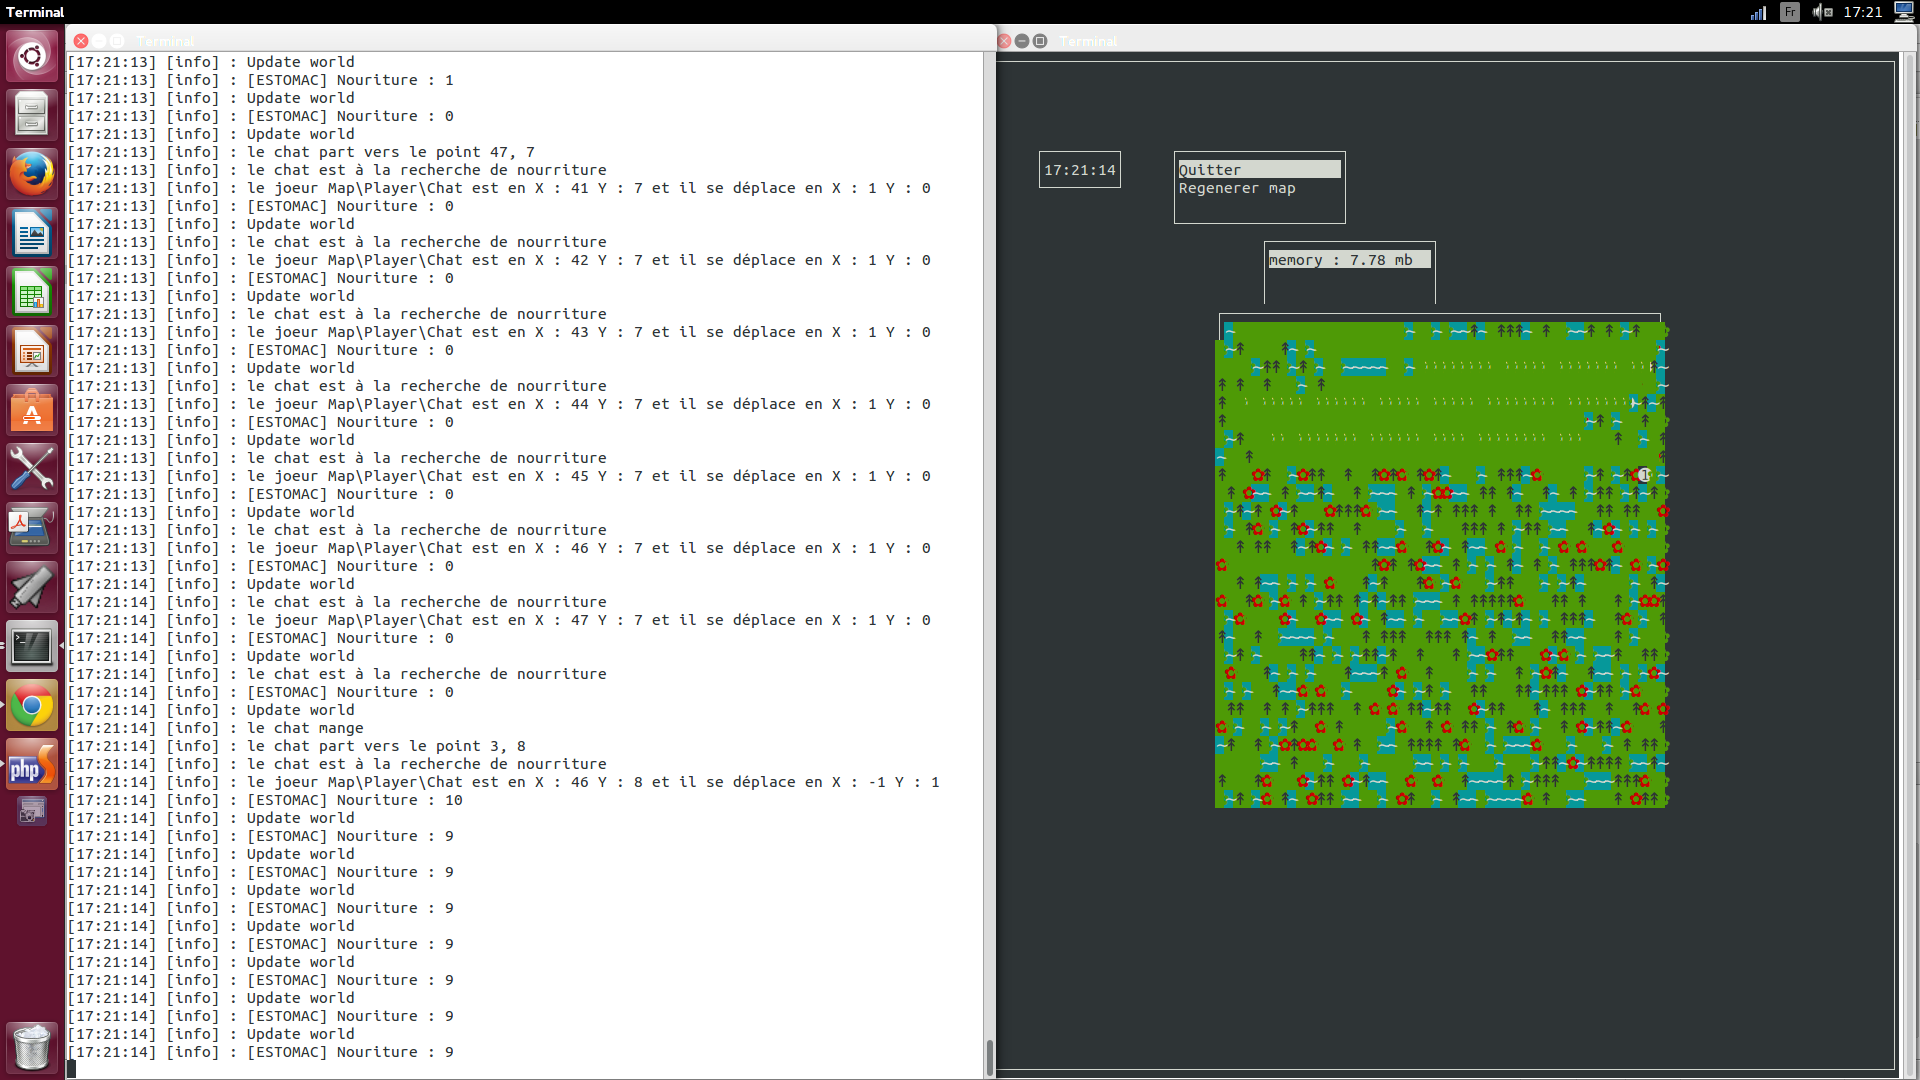 Terminal
Fr
17:21
Terminal
[17:21:13] [info] : Update world
[17:21:13] [info] : [ESTOMAC] Nouriture : 1
[17:21:13] [info] : Update world
[17:21:13] [info] : [ESTOMAC] Nouriture : 0
[17:21:13] [info] : Update world
[17:21:13] [info] : le chat part vers le point 47, 7
[17:21:13] [info] : le chat est à la recherche de nourriture
[17:21:13] [info] : le joeur Map\Player\Chat est en X : 41 Y : 7 et il se déplace en X : 1 Y : 0
[17:21:13] [info] : [ESTOMAC] Nouriture : 0
[17:21:13] [info] : Update world
[17:21:13] [info] : le chat est à la recherche de nourriture
[17:21:13] [info] : le joeur Map\Player\Chat est en X : 42 Y : 7 et il se déplace en X : 1 Y : 0
[17:21:13] [info] : [ESTOMAC] Nouriture : 0
[17:21:13] [info] : Update world
[17:21:13] [info] : le chat est à la recherche de nourriture
[17:21:13] [info] : le joeur Map\Player\Chat est en X : 43 Y : 7 et il se déplace en X : 1 Y : 0
[17:21:13] [info] : [ESTOMAC] Nouriture : 0
[17:21:13] [info] : Update world
[17:21:13] [info] : le chat est à la recherche de nourriture
[17:21:13] [info] : le joeur Map\Player\Chat est en X : 44 Y : 7 et il se déplace en X : 1 Y : 0
[17:21:13] [info] : [ESTOMAC] Nouriture : 0
[17:21:13] [info] : Update world
[17:21:13] [info] : le chat est à la recherche de nourriture
[17:21:13] [info] : le joeur Map\Player\Chat est en X : 45 Y : 7 et il se déplace en X : 1 Y : 0
[17:21:13] [info] : [ESTOMAC] Nouriture : 0
[17:21:13] [info] : Update world
[17:21:13] [info] : le chat est à la recherche de nourriture
[17:21:13] [info] : le joeur Map\Player\Chat est en X : 46 Y : 7 et il se déplace en X : 1 Y : 0
[17:21:13] [info] : [ESTOMAC] Nouriture : 0
[17:21:14] [info] : Update world
[17:21:14] [info] : le chat est à la recherche de nourriture
[17:21:14] [info] : le joeur Map\Player\Chat est en X : 47 Y : 7 et il se déplace en X : 1 Y : 0
[17:21:14] [info] : [ESTOMAC] Nouriture : 0
[17:21:14] [info] : Update world
[17:21:14] [info] : le chat est à la recherche de nourriture
[17:21:14] [info] : [ESTOMAC] Nouriture : 0
[17:21:14] [info] : Update world
[17:21:14] [info] : le chat mange
[17:21:14] [info] : le chat part vers le point 3, 8
[17:21:14] [info] : le chat est à la recherche de nourriture
[17:21:14] [info] : le joeur Map\Player\Chat est en X : 46 Y : 8 et il se déplace en X : -1 Y : 1
[17:21:14] [info] : [ESTOMAC] Nouriture : 10
[17:21:14] [info] : Update world
[17:21:14] [info] : [ESTOMAC] Nouriture : 9
[17:21:14] [info] : Update world
[17:21:14] [info] : [ESTOMAC] Nouriture : 9
[17:21:14] [info] : Update world
[17:21:14] [info] : [ESTOMAC] Nouriture : 9
[17:21:14] [info] : Update world
[17:21:14] [info] : [ESTOMAC] Nouriture : 9
[17:21:14] [info] : Update world
[17:21:14] [info] : [ESTOMAC] Nouriture : 9
[17:21:14] [info] : Update world
[17:21:14] [info] : [ESTOMAC] Nouriture : 9
[17:21:14] [info] : Update world
[17:21:14] [info] : [ESTOMAC] Nouriture : 9
Terminal
17:21:14
Quitter
Regenerer map
memory : 7.78 mb
1
php